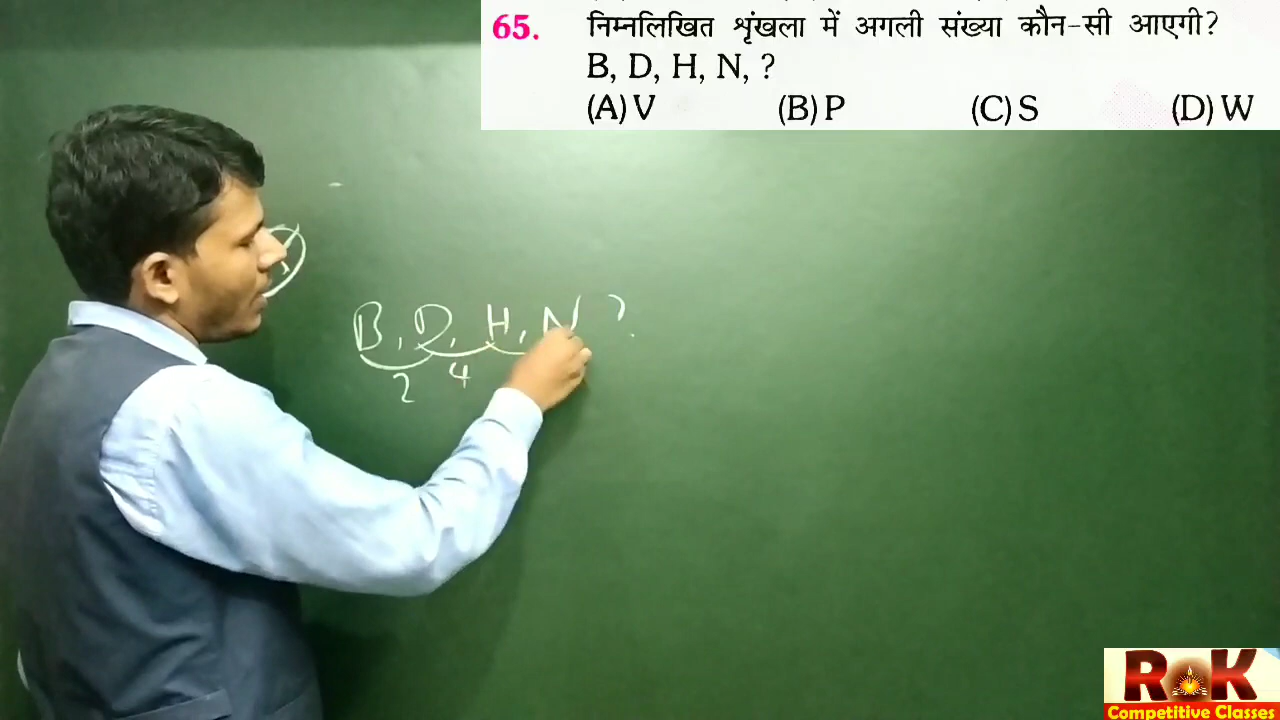 65. निम्नलिखित शृंखला में अगली संख्या कौन-सी आएगी?
B, D, H, N, ?
(A) V (B) P (C) S (D) W
B, D, H, N ?
2 4
RK
Competitive Classes